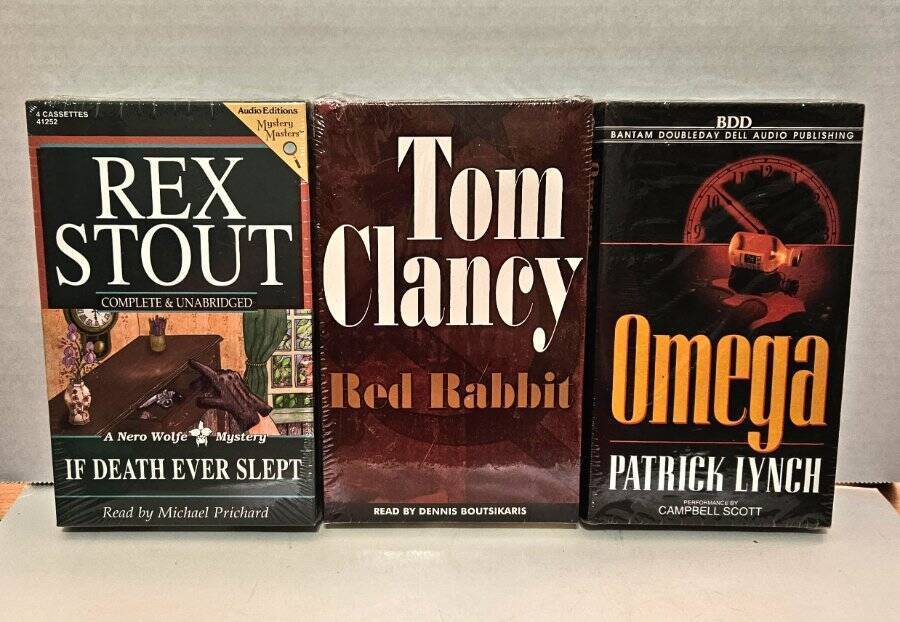 4 CASSETTES
41252
Audio Editions
Mystery
Masters™
REX
STOUT
COMPLETE & UNABRIDGED
A Nero Wolfe Mystery
IF DEATH EVER SLEPT
Read by Michael Prichard
Tom
Clancy
Red Rabbit
READ BY DENNIS BOUTSIKARIS
BDD
BANTAM DOUBLEDAY DELL AUDIO PUBLISHING
Omega
PATRICK LYNCH
PERFORMANCE BY
CAMPBELL SCOTT